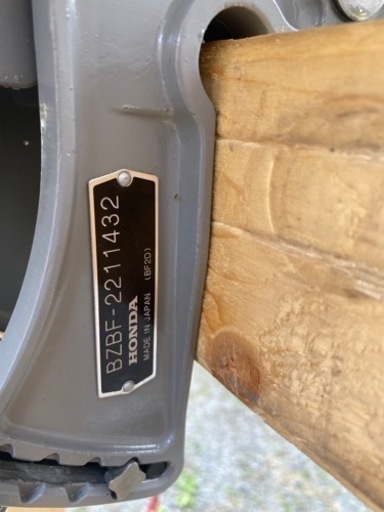 BZBF-2211432
HONDA
MADE IN JAPAN (BF2D)